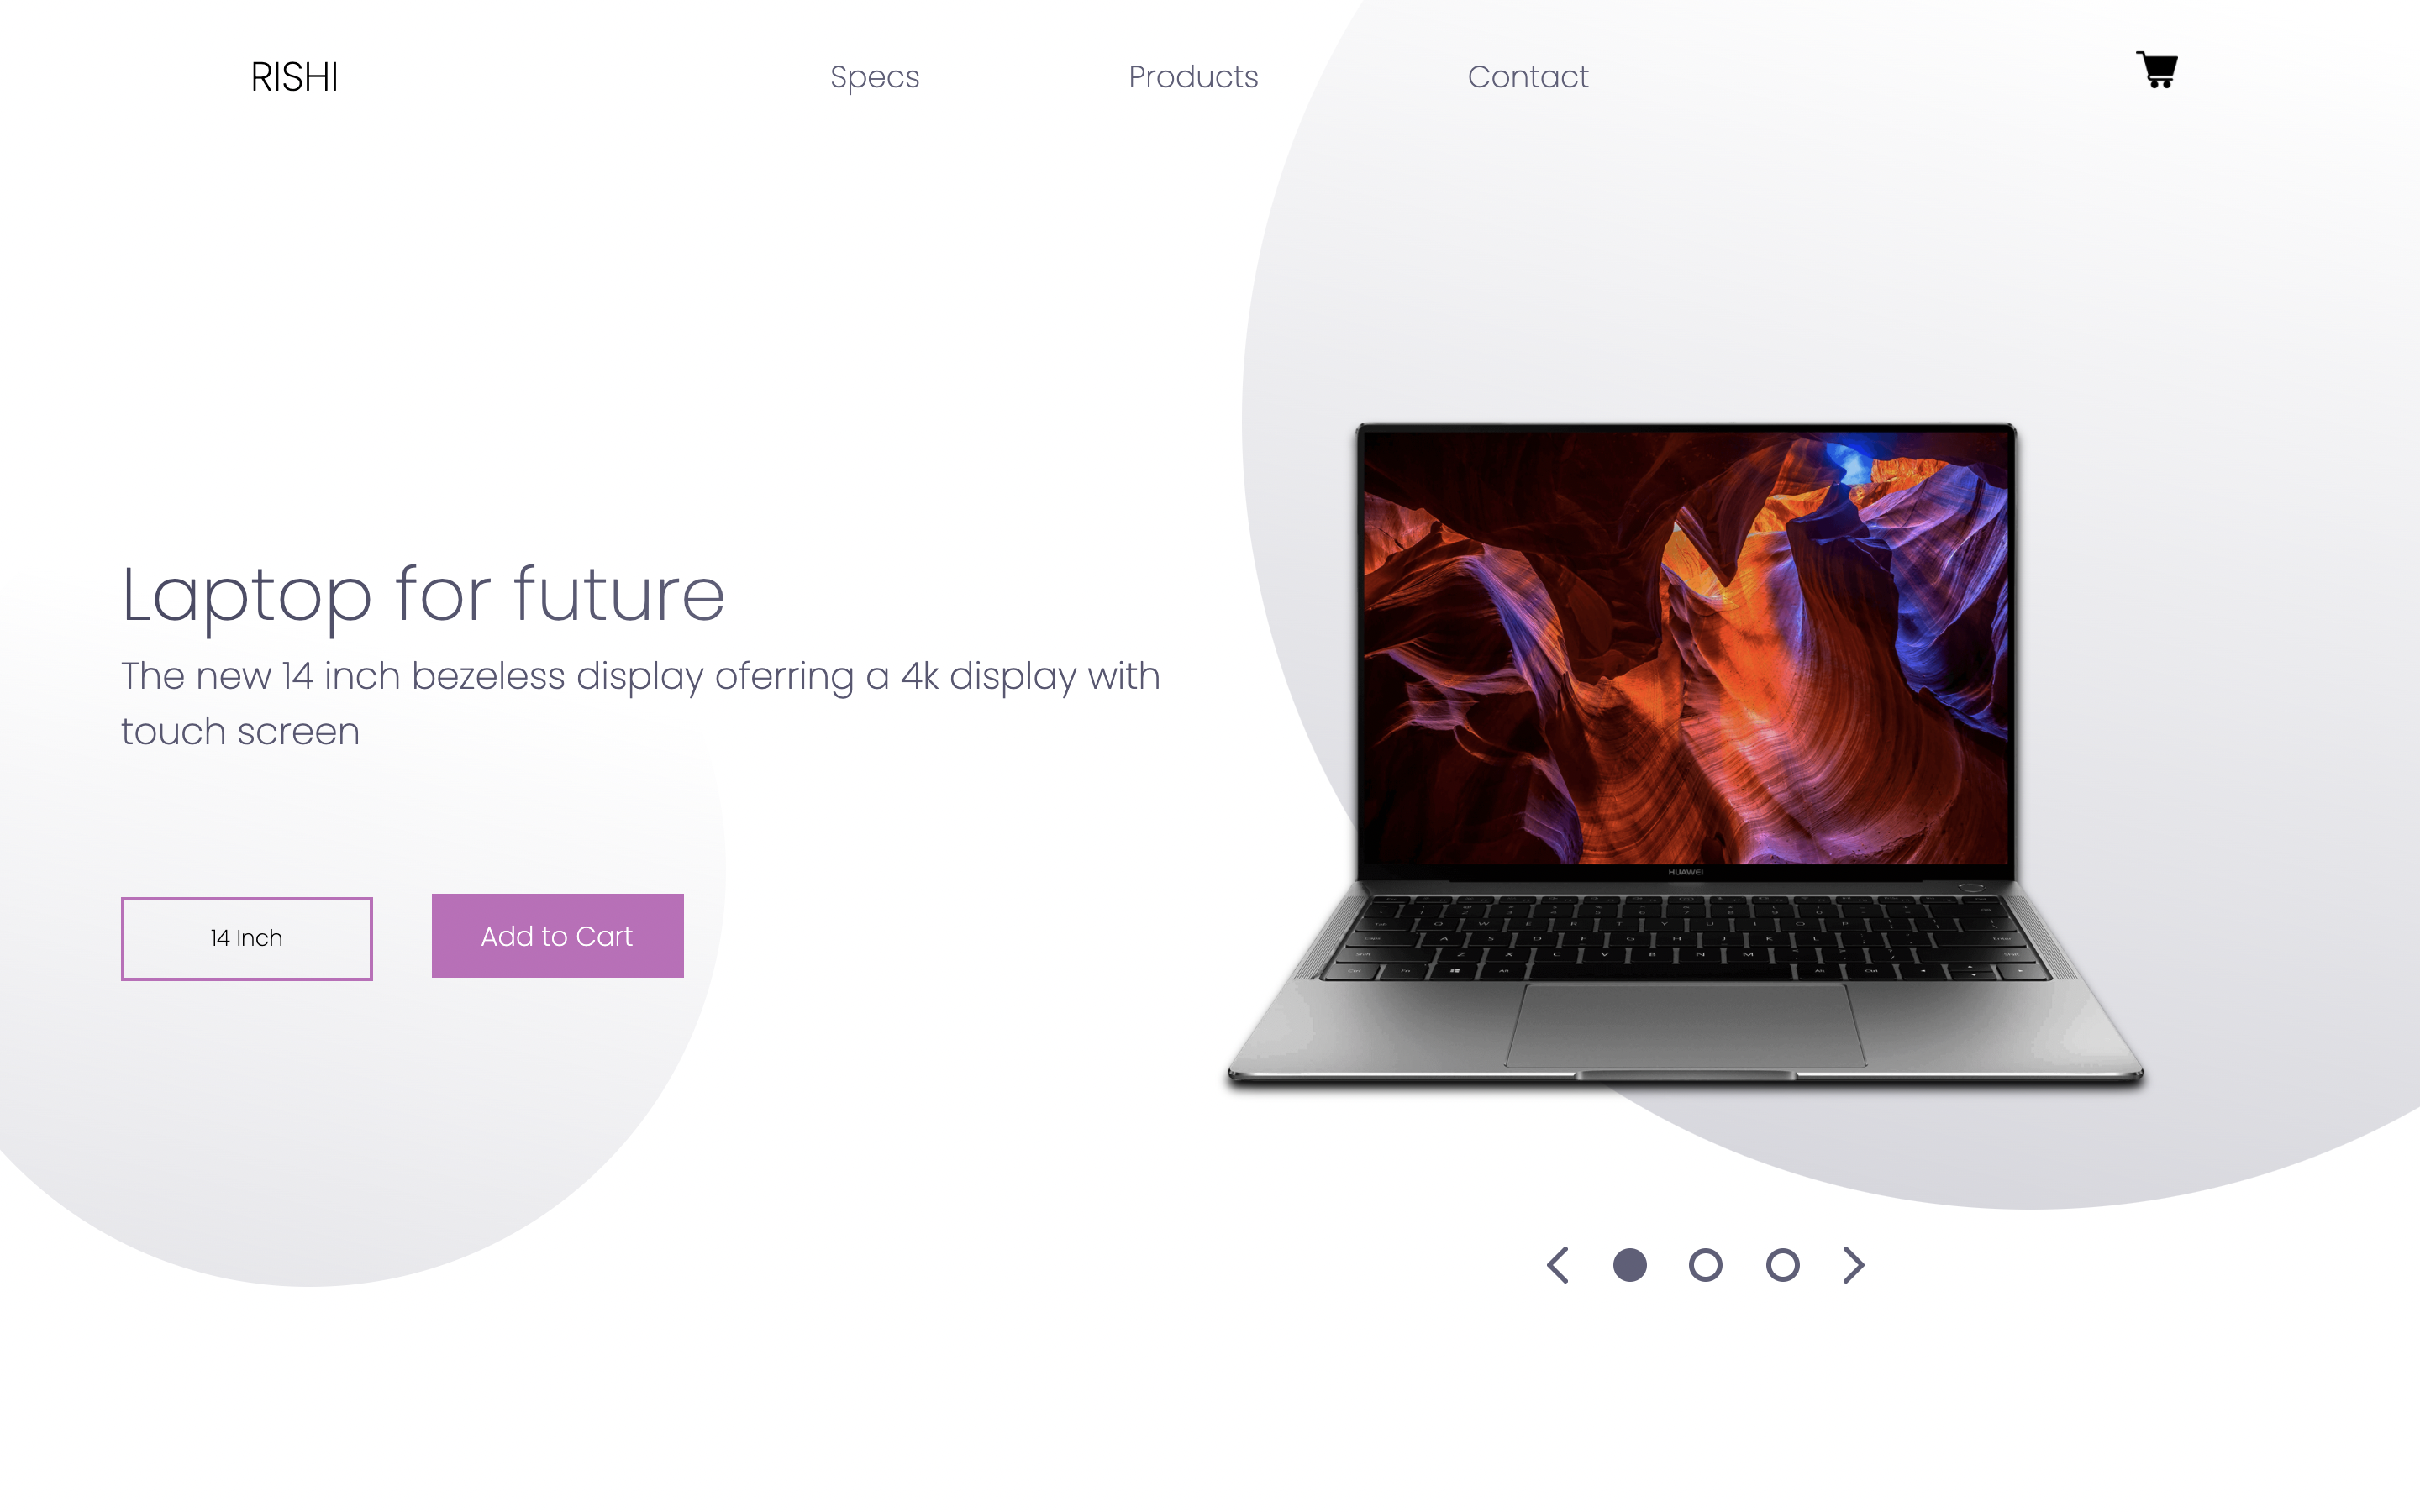 RISHI
Specs
Products
Contact
Laptop for future
The new 14 inch bezeless display oferring a 4k display with
touch screen
14 Inch
Add to Cart
HUAWEI